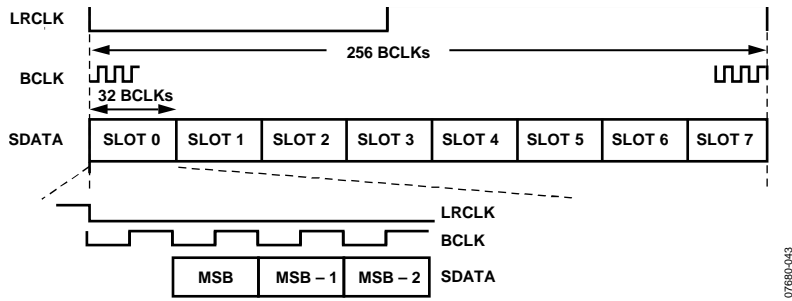 LRCLK
256 BCLKs
BCLK
32 BCLKs
SDATA SLOT 0 SLOT 1 SLOT 2 SLOT 3 SLOT 4 SLOT 5 SLOT 6 SLOT 7
LRCLK
BCLK
MSB MSB – 1 MSB – 2 SDATA
07680-043